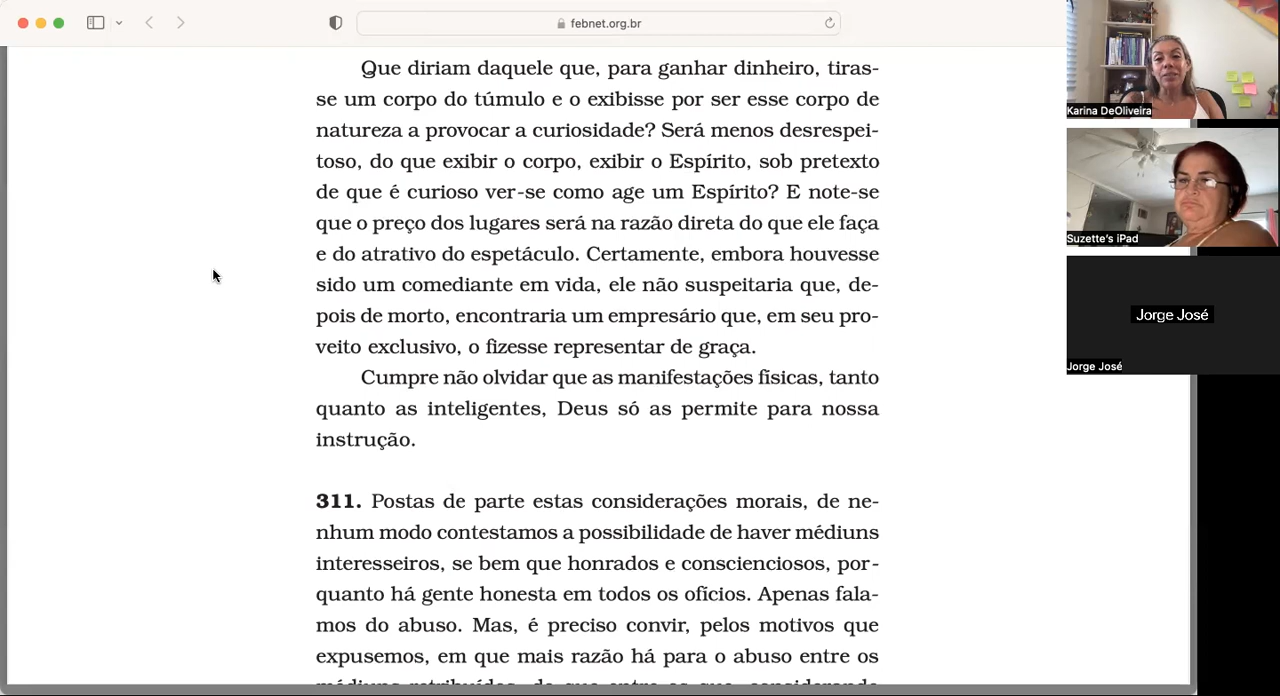 febnet.org.br
Que diriam daquele que, para ganhar dinheiro, tiras-
se um corpo do túmulo e o exibisse por ser esse corpo de
natureza a provocar a curiosidade? Será menos desrespei-
toso, do que exibir o corpo, exibir o Espírito, sob pretexto
de que é curioso ver-se como age um Espírito? E note-se
que o preço dos lugares será na razão direta do que ele faça
e do atrativo do espetáculo. Certamente, embora houvesse
sido um comediante em vida, ele não suspeitaria que, de-
pois de morto, encontraria um empresário que, em seu pro-
veito exclusivo, o fizesse representar de graça.
Cumpre não olvidar que as manifestações físicas, tanto
quanto as inteligentes, Deus só as permite para nossa
instrução.
311. Postas de parte estas considerações morais, de ne-
nhum modo contestamos a possibilidade de haver médiuns
interesseiros, se bem que honrados e conscienciosos, por-
quanto há gente honesta em todos os ofícios. Apenas fala-
mos do abuso. Mas, é preciso convir, pelos motivos que
expusemos, em que mais razão há para o abuso entre os
médiuns retribuídos, do que entre os que, considerando
Karina DeOliveira
Suzette's iPad
Jorge José
Jorge José